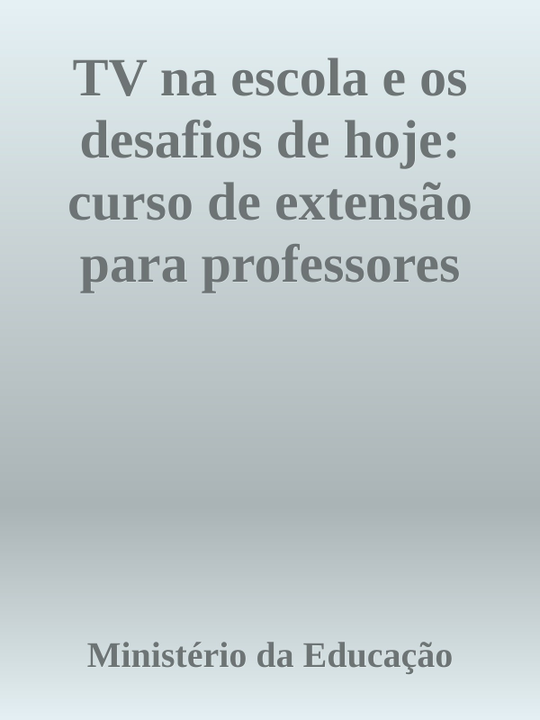 TV na escola e os
desafios de hoje:
curso de extensão
para professores
Ministério da Educação